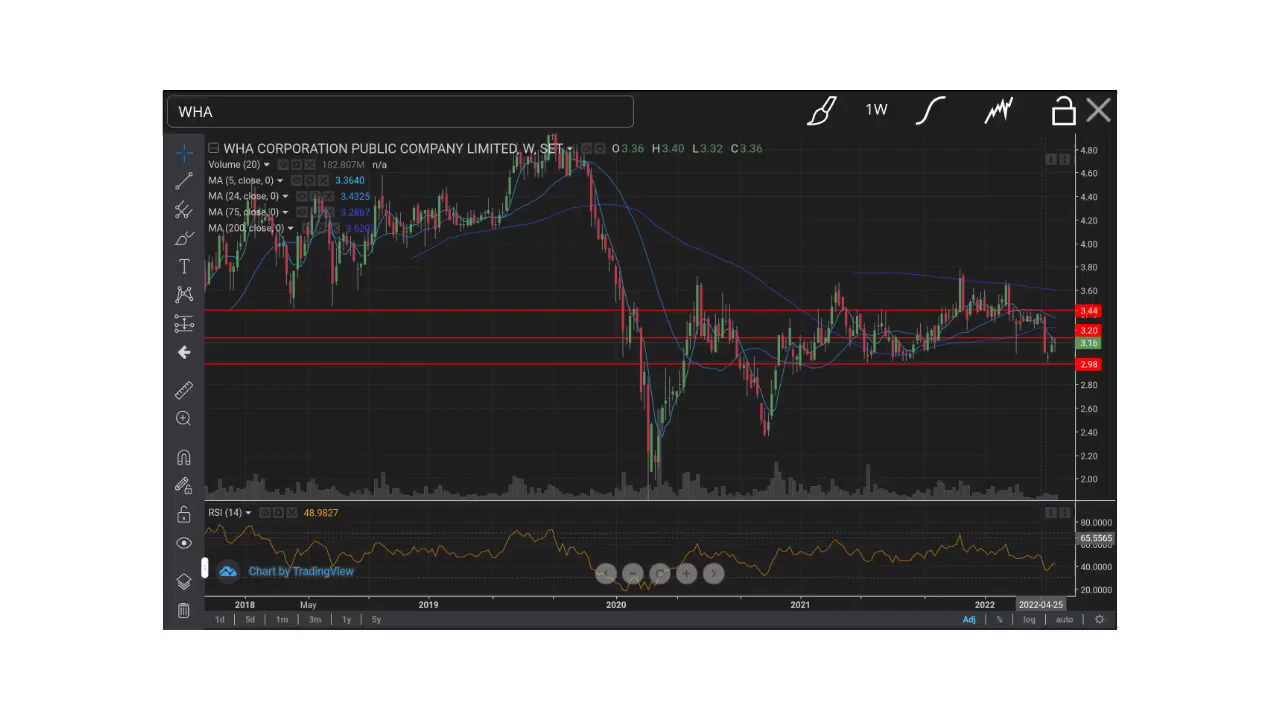 WHA
1W
WHA CORPORATION PUBLIC COMPANY LIMITED, W, SET O3.36 H3.40 L3.32 C3.36
Volume (20) 182.807M n/a
MA (5, close, 0) 3.3640
MA (24, close, 0) 3.4325
MA (75, close, 0) 3.2867
MA (200, close, 0)
4.80
4.60
4.40
4.20
4.00
3.80
3.60
3.44
3.20
3.16
2.98
2.80
2.60
2.40
2.20
2.00
RSI (14) 48.9827
80.0000
65.5565
40.0000
20.0000
Chart by TradingView
2018 May 2019 2020 2021 2022 2022-04-25
1d 5d 1m 3m 1y 5y Adj % log auto